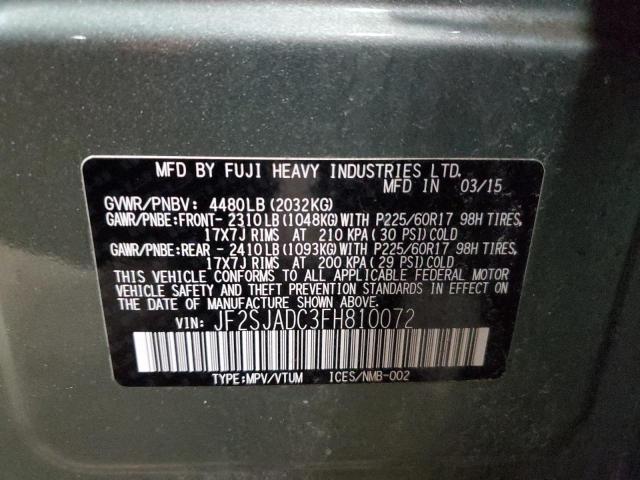 MFD BY FUJI HEAVY INDUSTRIES LTD.
MFD IN 03/15
GVWR/PNBV: 4480LB (2032KG)
GAWR/PNBE:FRONT- 2310LB (1048KG) WITH P225/60R17 98H TIRES,
17X7J RIMS AT 210 KPA (30 PSI) COLD
GAWR/PNBE:REAR - 2410LB (1093KG) WITH P225/60R17 98H TIRES,
17X7J RIMS AT 200 KPA (29 PSI) COLD
THIS VEHICLE CONFORMS TO ALL APPLICABLE FEDERAL MOTOR
VEHICLE SAFETY AND THEFT PREVENTION STANDARDS IN EFFECT
ON THE DATE OF MANUFACTURE SHOWN ABOVE.
VIN: JF2SJADC3FH810072
TYPE:MPV/VTUM ICES/NMB-002